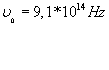 υ₀ = 9,1*10¹⁴ Hz